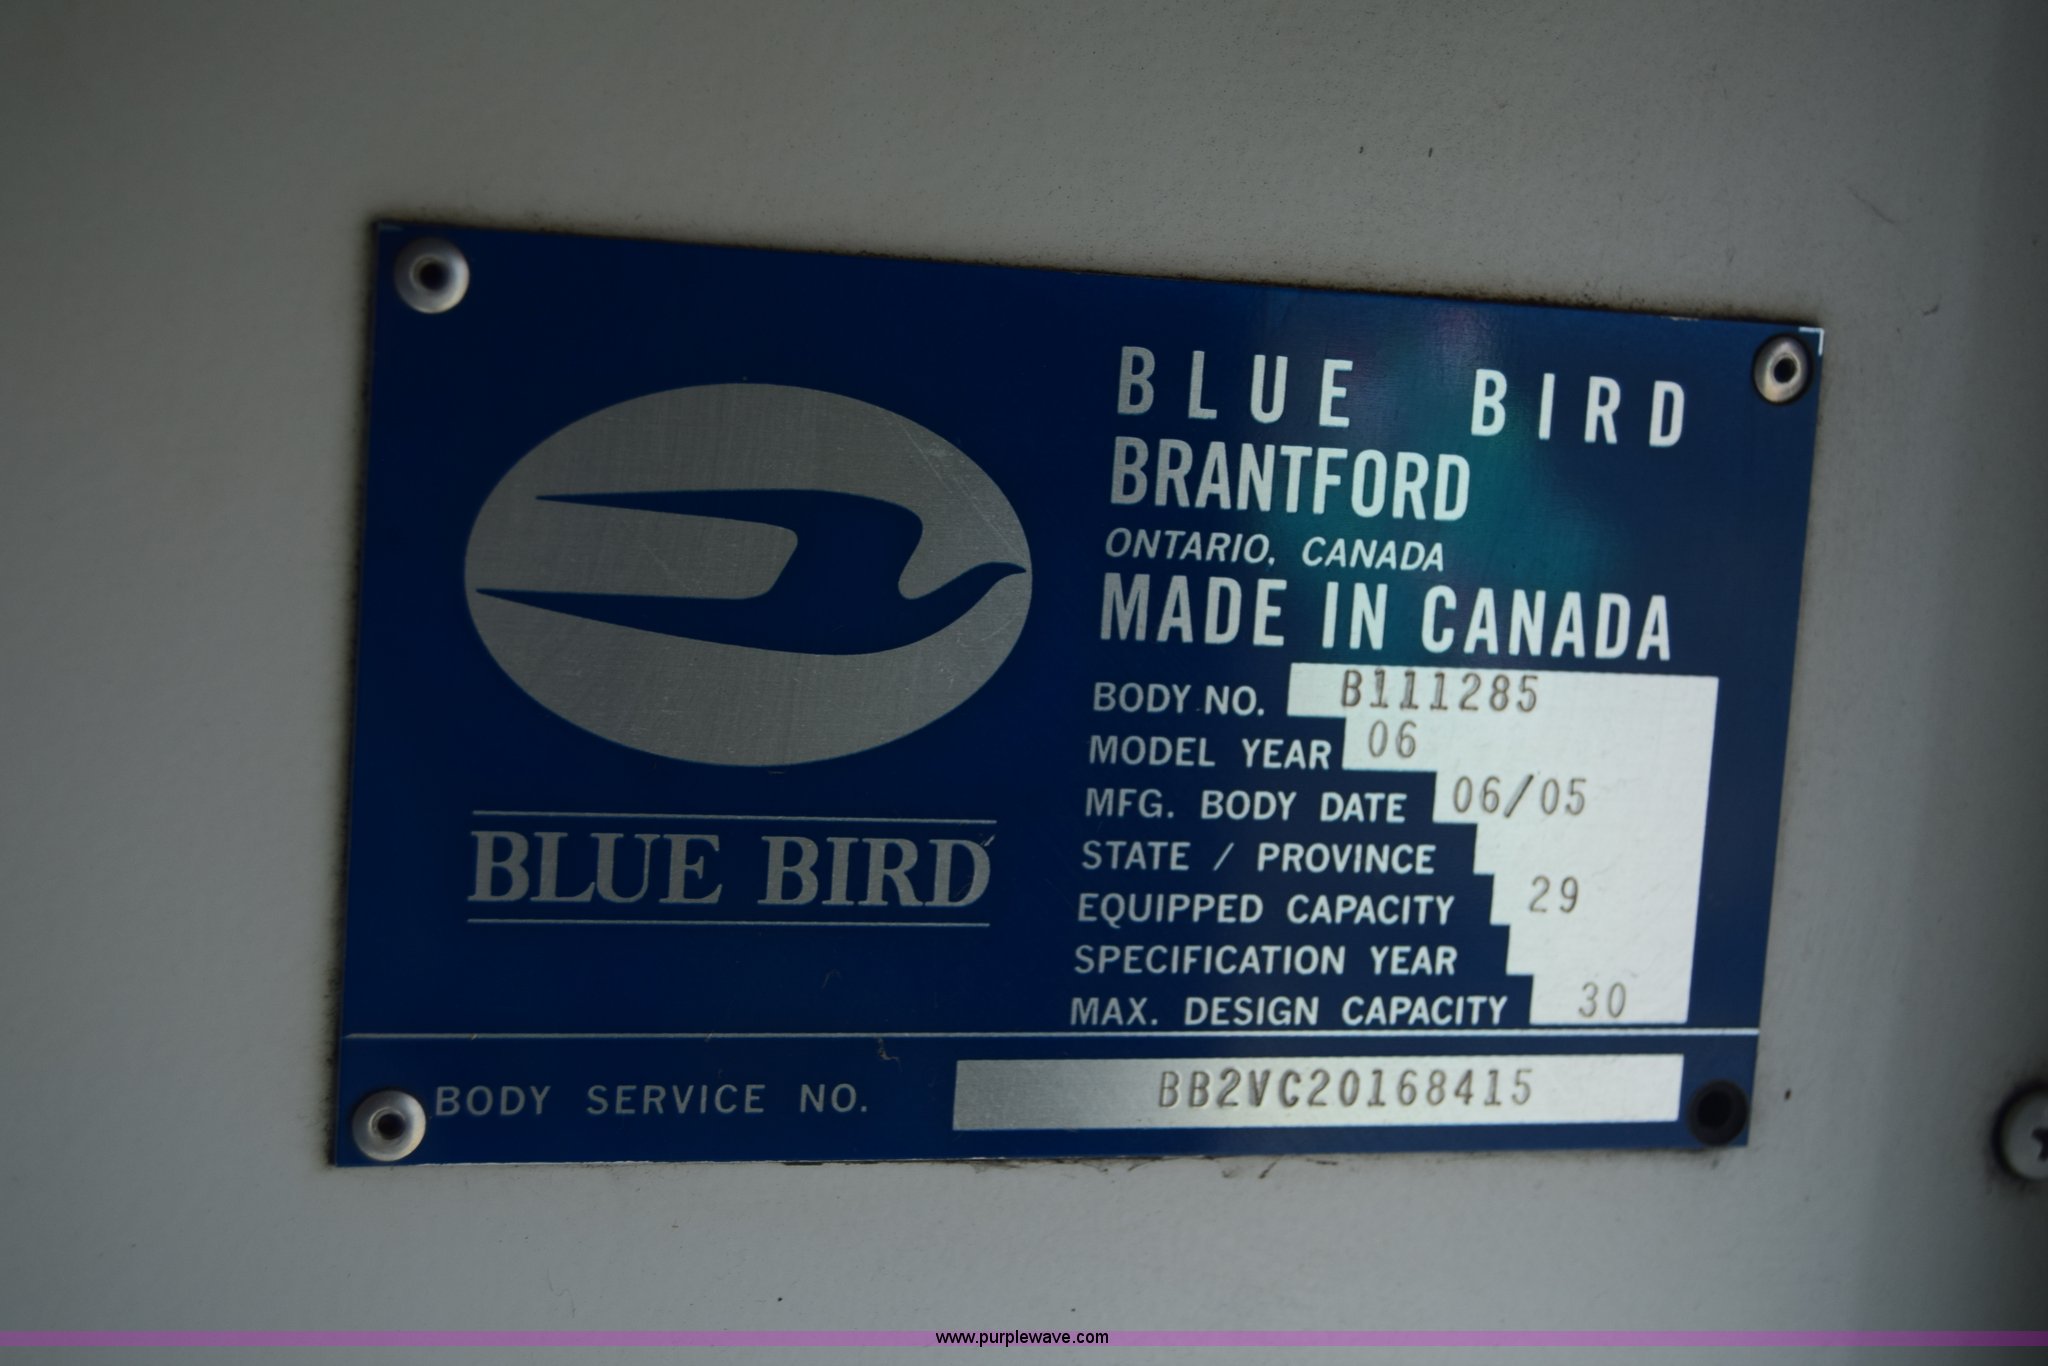 BLUE BIRD
BRANTFORD
ONTARIO, CANADA
MADE IN CANADA
BODY NO. B111285
MODEL YEAR 06
MFG. BODY DATE 06/05
STATE / PROVINCE
EQUIPPED CAPACITY 29
SPECIFICATION YEAR
MAX. DESIGN CAPACITY 30
BLUE BIRD
BODY SERVICE NO. BB2VC20168415
www.purplewave.com